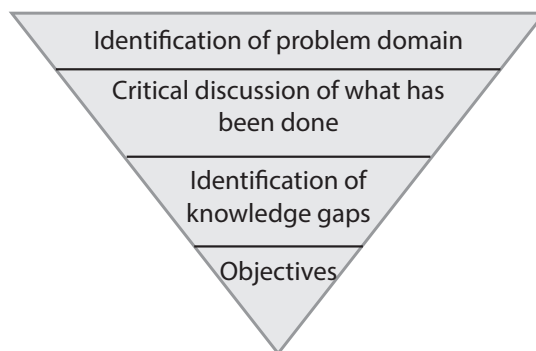 Identification of problem domain
Critical discussion of what has
been done
Identification of
knowledge gaps
Objectives